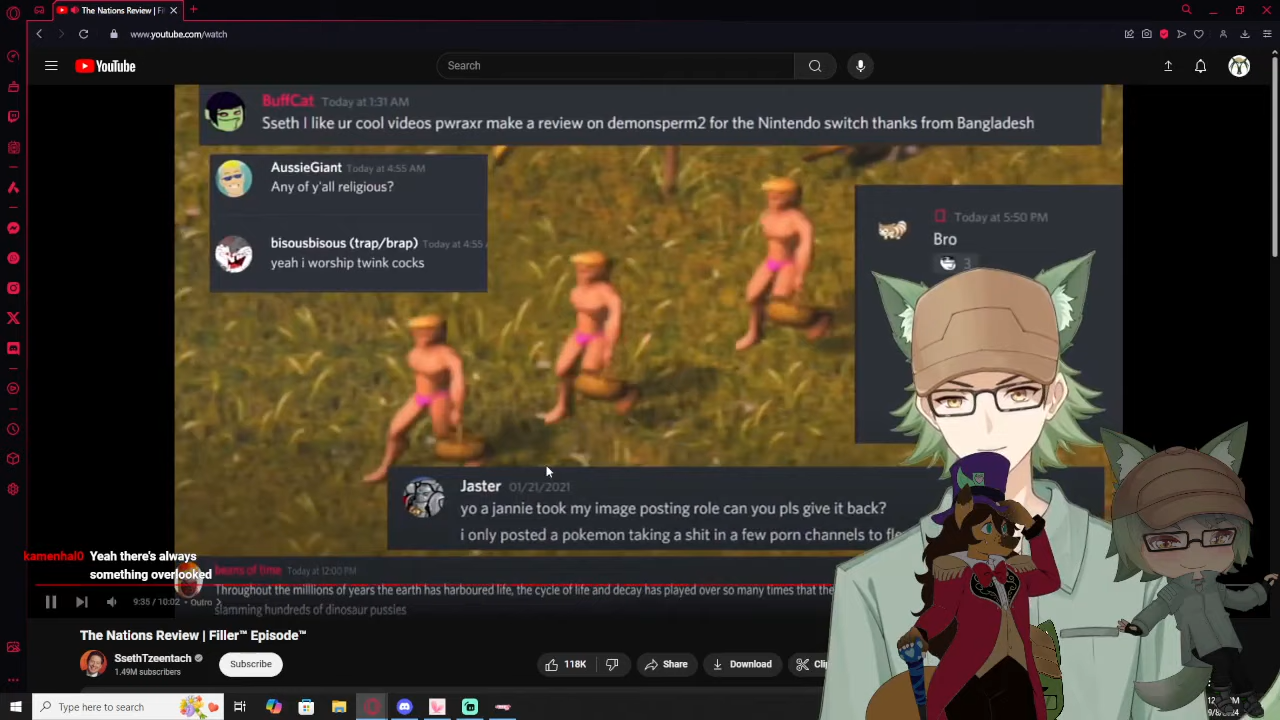 The Nations Review | Filler
www.youtube.com/watch
YouTube
Search
BuffCat Today at 1:31 AM
Sseth I like ur cool videos pwraxr make a review on demonsperm2 for the Nintendo switch thanks from Bangladesh
AussieGiant Today at 4:55 AM
Any of y'all religious?
bisousbisous (trap/brap) Today at 4:55
yeah i worship twink cocks
Today at 5:50 PM
Bro
3
Jaster 01/21/2021
yo a jannie took my image posting role can you pls give it back?
i only posted a pokemon taking a shit in a few porn channels to
kamenhal0 Yeah there's always
something overlooked
beans of time Today at 12:00 PM
Throughout the millions of years the earth has harboured life, the cycle of life and decay has played over so many times that the
slamming hundreds of dinosaur pussies
9:35 / 10:02 • Outro
The Nations Review | Filler™ Episode™
SsethTzeentach
1.49M subscribers
Subscribe
118K
Share
Download
Type here to search